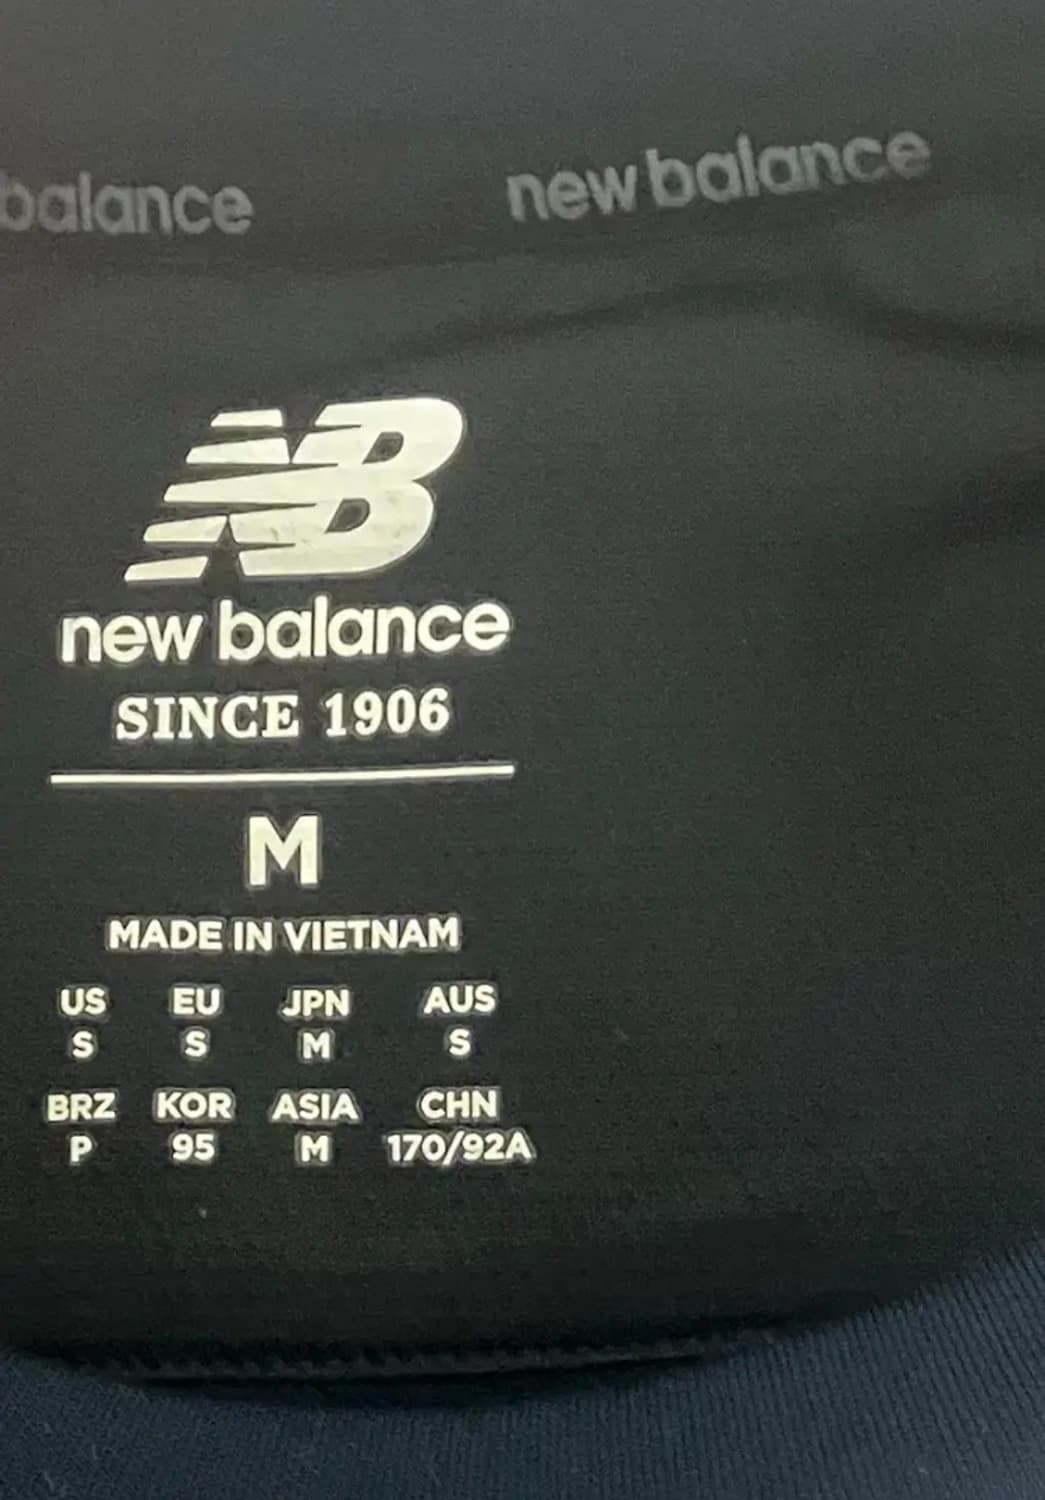 balance
new balance
NB
new balance
SINCE 1906
M
MADE IN VIETNAM
US EU JPN AUS
S S M S
BRZ KOR ASIA CHN
P 95 M 170/92A